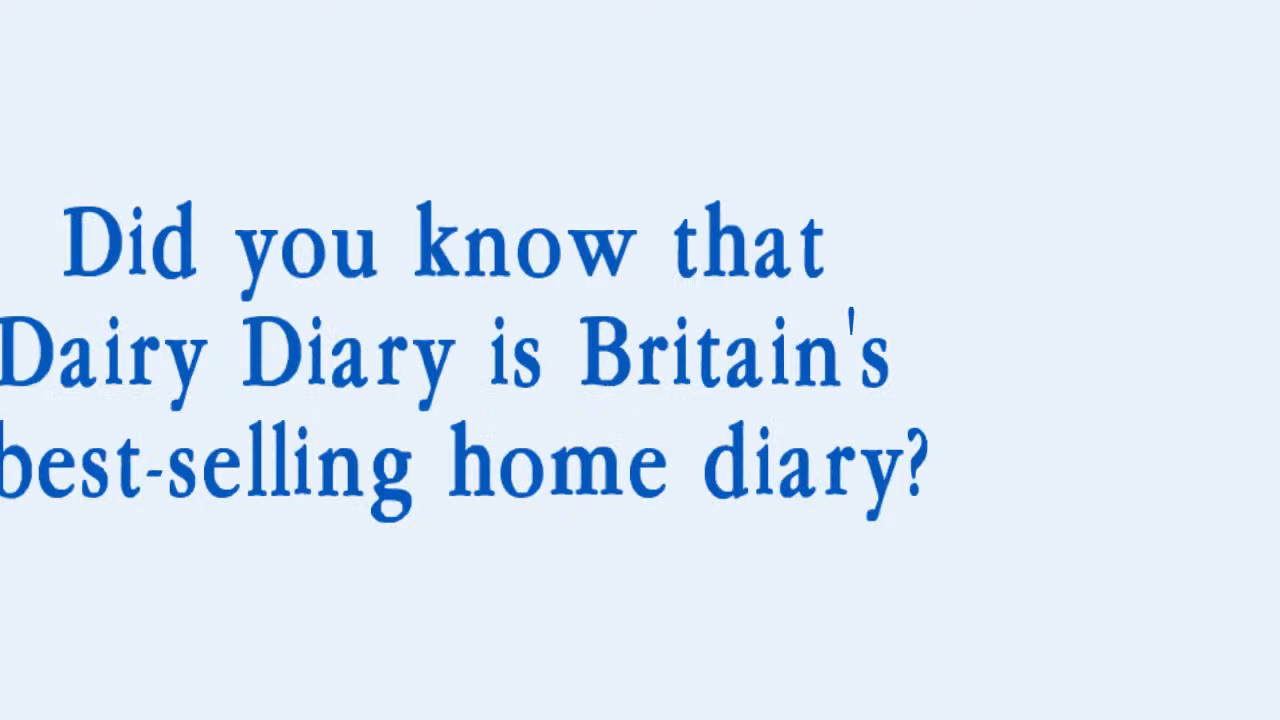 Did you know that
Dairy Diary is Britain's
best-selling home diary?